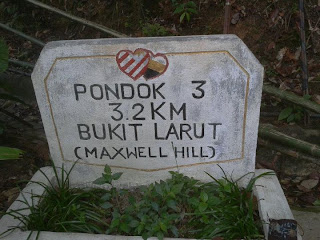 PONDOK 3
3.2KM
BUKIT LARUT
(MAXWELL HILL)